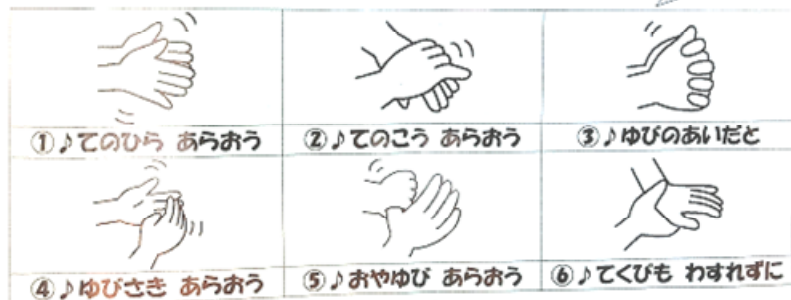 ①♪てのひら あらおう
②♪てのこう あらおう
③♪ゆびのあいだと
④♪ゆびさき あらおう
⑤♪おやゆび あらおう
⑥♪てくびも わすれずに